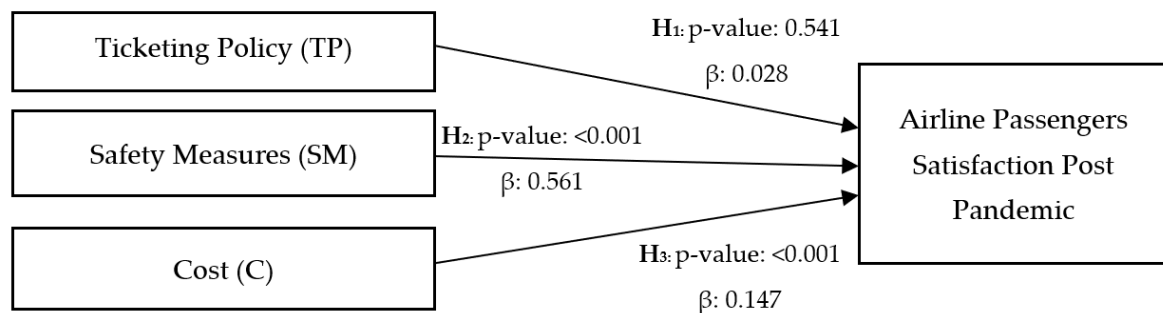 Ticketing Policy (TP)
H1: p-value: 0.541
β: 0.028
Safety Measures (SM)
H2: p-value: <0.001
β: 0.561
Airline Passengers
Satisfaction Post
Pandemic
Cost (C)
H3: p-value: <0.001
β: 0.147